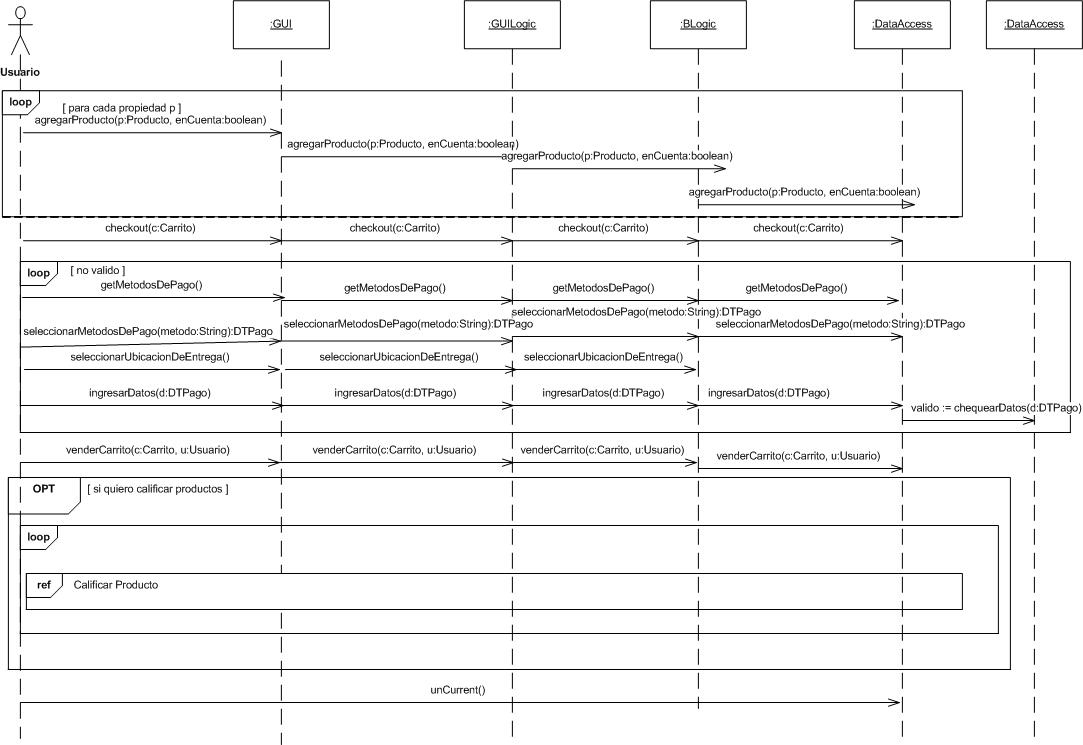 :GUI
:GUILogic
:BLogic
:DataAccess
:DataAccess
Usuario
loop
[ para cada propiedad p ]
agregarProducto(p:Producto, enCuenta:boolean)
agregarProducto(p:Producto, enCuenta:boolean)
agregarProducto(p:Producto, enCuenta:boolean)
agregarProducto(p:Producto, enCuenta:boolean)
checkout(c:Carrito)
checkout(c:Carrito)
checkout(c:Carrito)
checkout(c:Carrito)
loop
[ no valido ]
getMetodosDePago()
getMetodosDePago()
getMetodosDePago()
getMetodosDePago()
seleccionarMetodosDePago(metodo:String):DTPago
seleccionarMetodosDePago(metodo:String):DTPago
seleccionarMetodosDePago(metodo:String):DTPago
seleccionarMetodosDePago(metodo:String):DTPago
seleccionarUbicacionDeEntrega()
seleccionarUbicacionDeEntrega()
seleccionarUbicacionDeEntrega()
ingresarDatos(d:DTPago)
ingresarDatos(d:DTPago)
ingresarDatos(d:DTPago)
ingresarDatos(d:DTPago)
valido := chequearDatos(d:DTPago)
venderCarrito(c:Carrito, u:Usuario)
venderCarrito(c:Carrito, u:Usuario)
venderCarrito(c:Carrito, u:Usuario)
venderCarrito(c:Carrito, u:Usuario)
OPT
[ si quiero calificar productos ]
loop
ref
Calificar Producto
unCurrent()